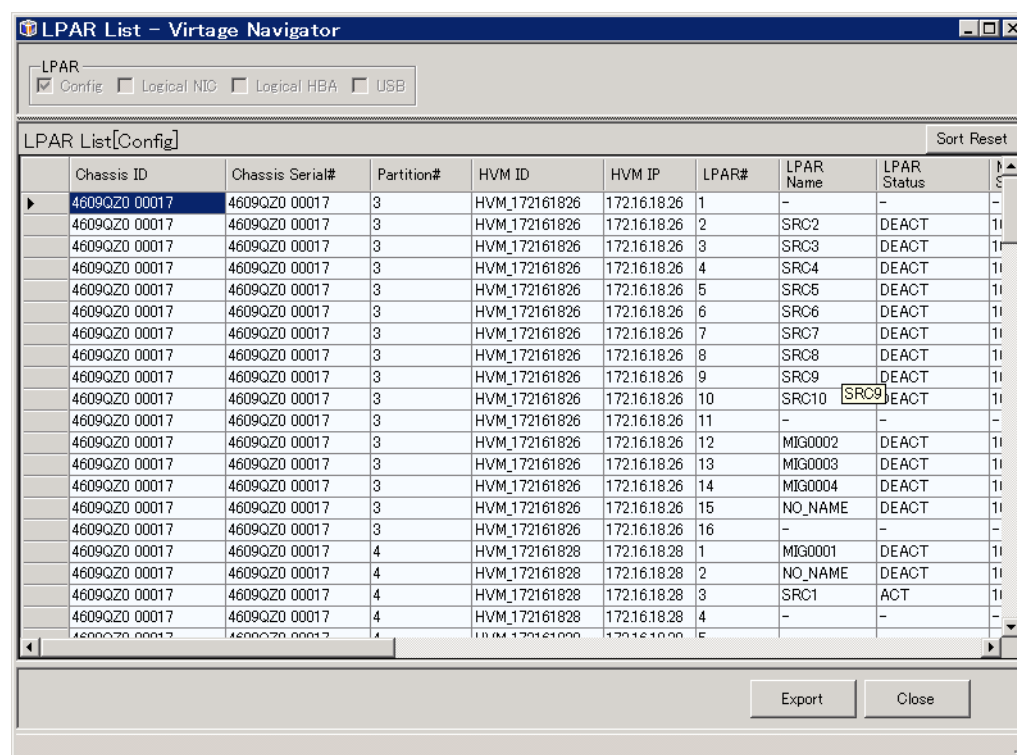 LPAR List - Virtage Navigator
LPAR
Config Logical NIC Logical HBA USB
LPAR List[Config] Sort Reset
Chassis ID Chassis Serial# Partition# HVM ID HVM IP LPAR# LPAR Name LPAR Status
4609QZ0 00017 4609QZ0 00017 3 HVM_172161826 172.16.18.26 1 - - -
4609QZ0 00017 4609QZ0 00017 3 HVM_172161826 172.16.18.26 2 SRC2 DEACT
4609QZ0 00017 4609QZ0 00017 3 HVM_172161826 172.16.18.26 3 SRC3 DEACT
4609QZ0 00017 4609QZ0 00017 3 HVM_172161826 172.16.18.26 4 SRC4 DEACT
4609QZ0 00017 4609QZ0 00017 3 HVM_172161826 172.16.18.26 5 SRC5 DEACT
4609QZ0 00017 4609QZ0 00017 3 HVM_172161826 172.16.18.26 6 SRC6 DEACT
4609QZ0 00017 4609QZ0 00017 3 HVM_172161826 172.16.18.26 7 SRC7 DEACT
4609QZ0 00017 4609QZ0 00017 3 HVM_172161826 172.16.18.26 8 SRC8 DEACT
4609QZ0 00017 4609QZ0 00017 3 HVM_172161826 172.16.18.26 9 SRC9 DEACT
4609QZ0 00017 4609QZ0 00017 3 HVM_172161826 172.16.18.26 10 SRC10 SRC9 DEACT
4609QZ0 00017 4609QZ0 00017 3 HVM_172161826 172.16.18.26 11 - - -
4609QZ0 00017 4609QZ0 00017 3 HVM_172161826 172.16.18.26 12 MIG0002 DEACT
4609QZ0 00017 4609QZ0 00017 3 HVM_172161826 172.16.18.26 13 MIG0003 DEACT
4609QZ0 00017 4609QZ0 00017 3 HVM_172161826 172.16.18.26 14 MIG0004 DEACT
4609QZ0 00017 4609QZ0 00017 3 HVM_172161826 172.16.18.26 15 NO_NAME DEACT
4609QZ0 00017 4609QZ0 00017 3 HVM_172161826 172.16.18.26 16 - - -
4609QZ0 00017 4609QZ0 00017 4 HVM_172161828 172.16.18.28 1 MIG0001 DEACT
4609QZ0 00017 4609QZ0 00017 4 HVM_172161828 172.16.18.28 2 NO_NAME DEACT
4609QZ0 00017 4609QZ0 00017 4 HVM_172161828 172.16.18.28 3 SRC1 ACT
4609QZ0 00017 4609QZ0 00017 4 HVM_172161828 172.16.18.28 4 - -
Export Close